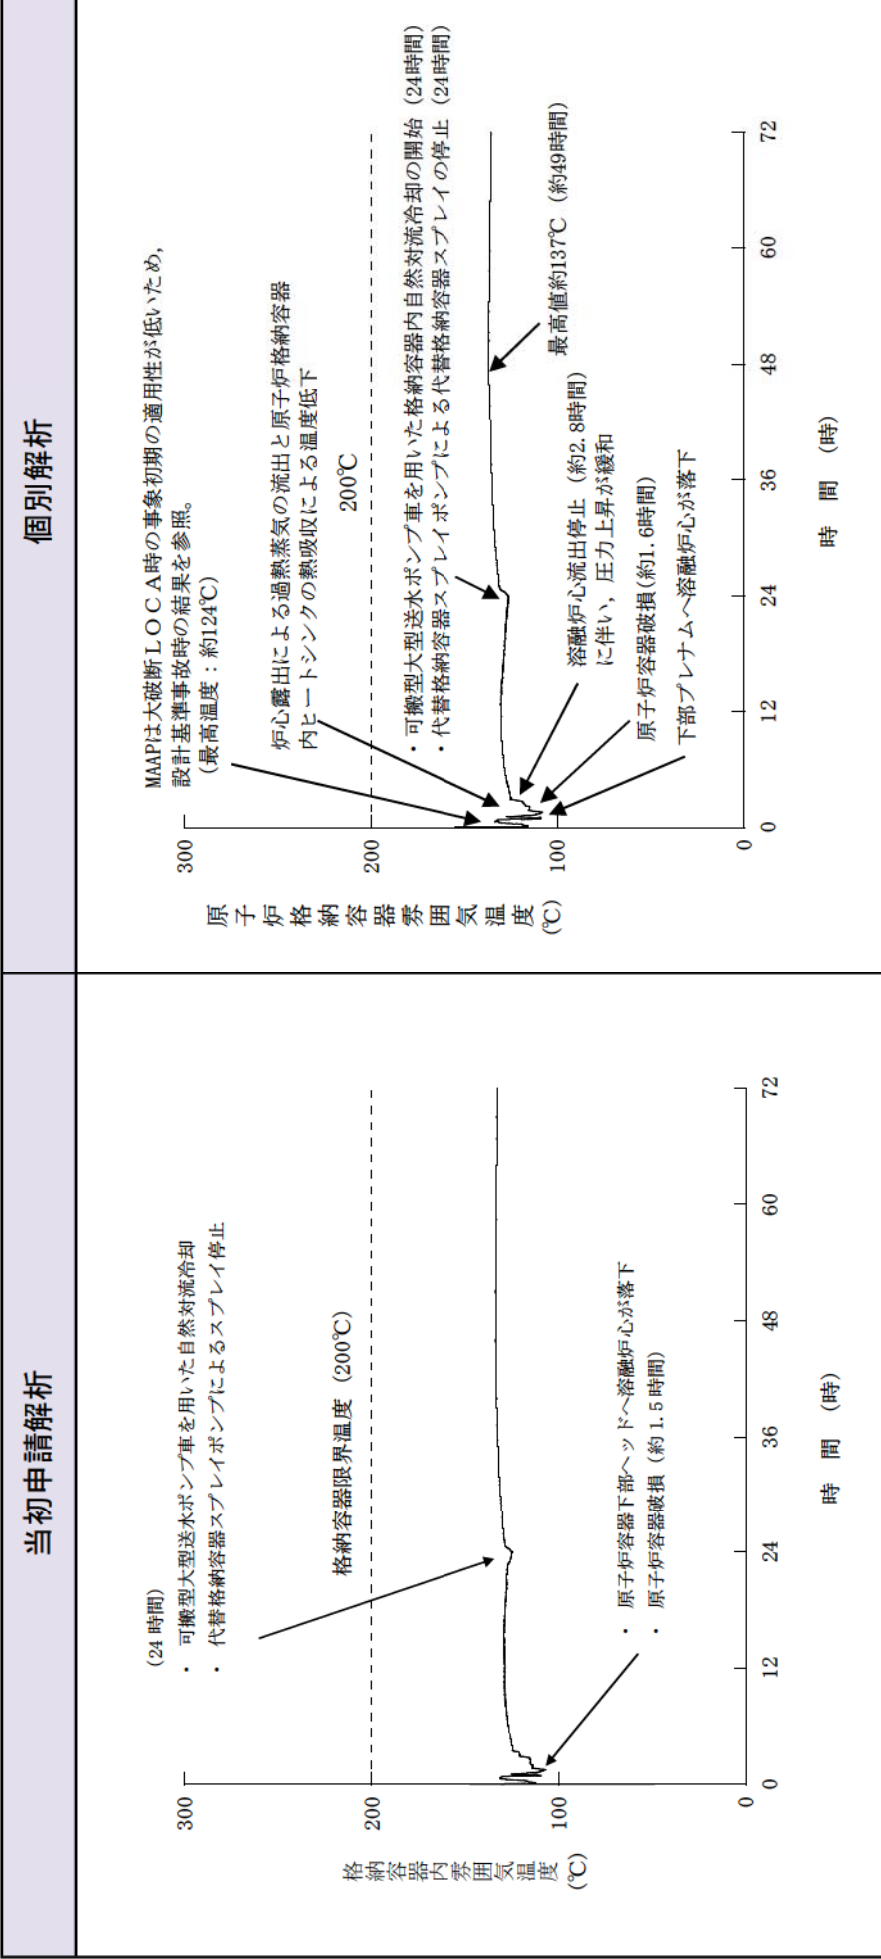 当初申請解析
(24 時間)
・ 可搬型大型送水ポンプ車を用いた自然対流冷却
・ 代替格納容器スプレイポンプによるスプレイ停止
格納容器限界温度 (200℃)
・ 原子炉容器下部ヘッドへ溶融炉心が落下
・ 原子炉容器破損 (約 1.5 時間)
格納容器内雰囲気温度
(℃)
300
200
100
0
0
12
24
36
48
60
72
時 間 (時)
個別解析
MAAPは大破断LOCA時の事象初期の適用性が低いため,
設計基準事故時の結果を参照。
(最高温度:約124℃)
炉心露出による過熱蒸気の流出と原子炉格納容器
内ヒートシンクの熱吸収による温度低下
200℃
・可搬型大型送水ポンプ車を用いた格納容器内自然対流冷却の開始 (24時間)
・代替格納容器スプレイポンプによる代替格納容器スプレイの停止 (24時間)
最高値約137℃ (約49時間)
溶融炉心流出停止 (約2.8時間)
に伴い,圧力上昇が緩和
原子炉容器破損(約1.6時間)
下部プレナムへ溶融炉心が落下
原子炉格納容器雰囲気温度
(℃)
300
200
100
0
0
12
24
36
48
60
72
時 間 (時)